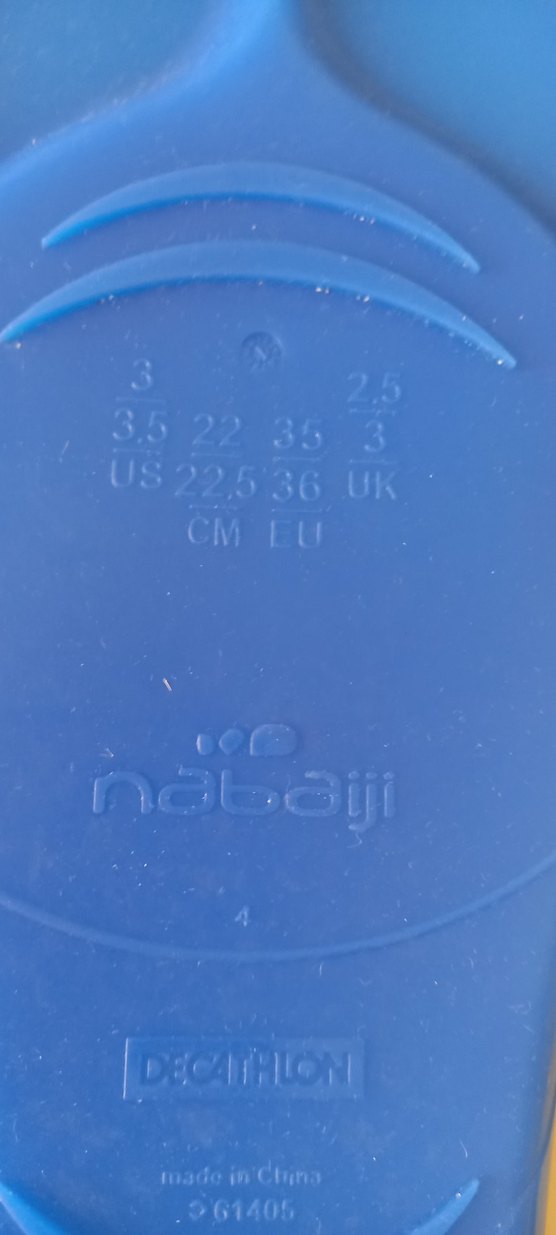 3
3.5
US
22
22,5
CM
35
36
EU
2,5
3
UK
nabaiji
4
DECATHLON
made in China
61405